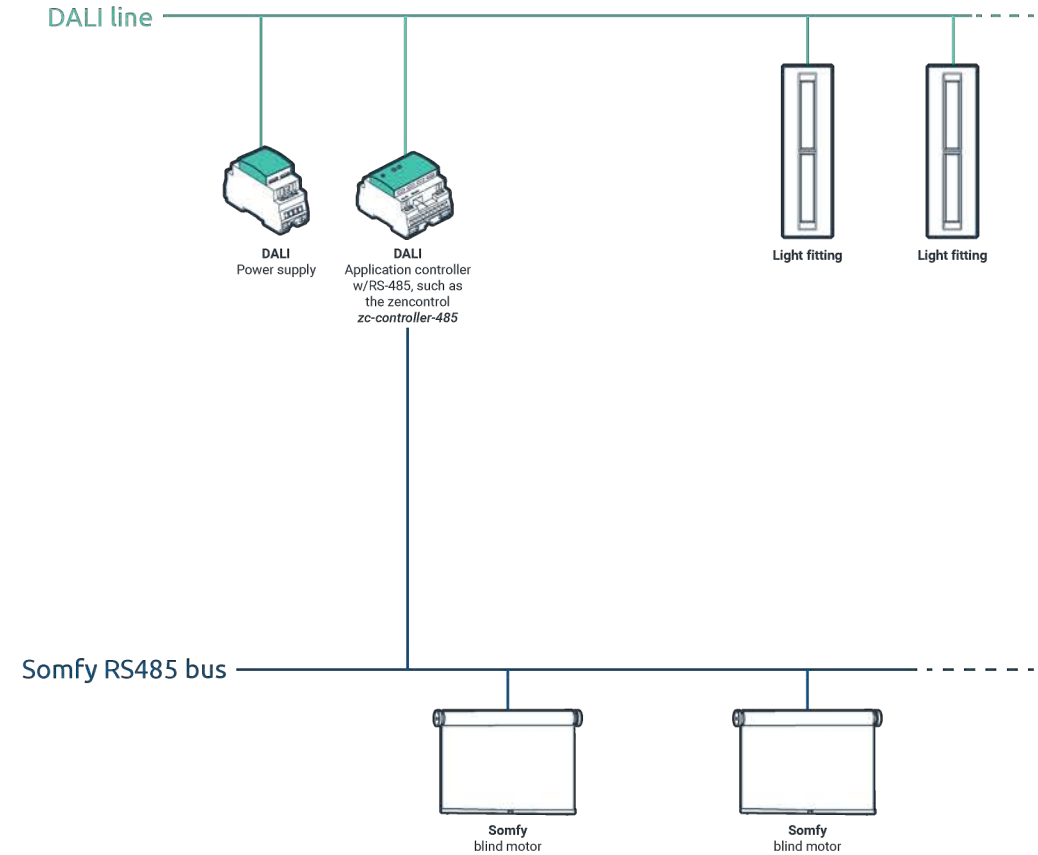 DALI line
DALI
Power supply
DALI
Application controller
w/RS-485, such as
the zencontrol
zc-controller-485
Light fitting
Light fitting
Somfy RS485 bus
Somfy
blind motor
Somfy
blind motor